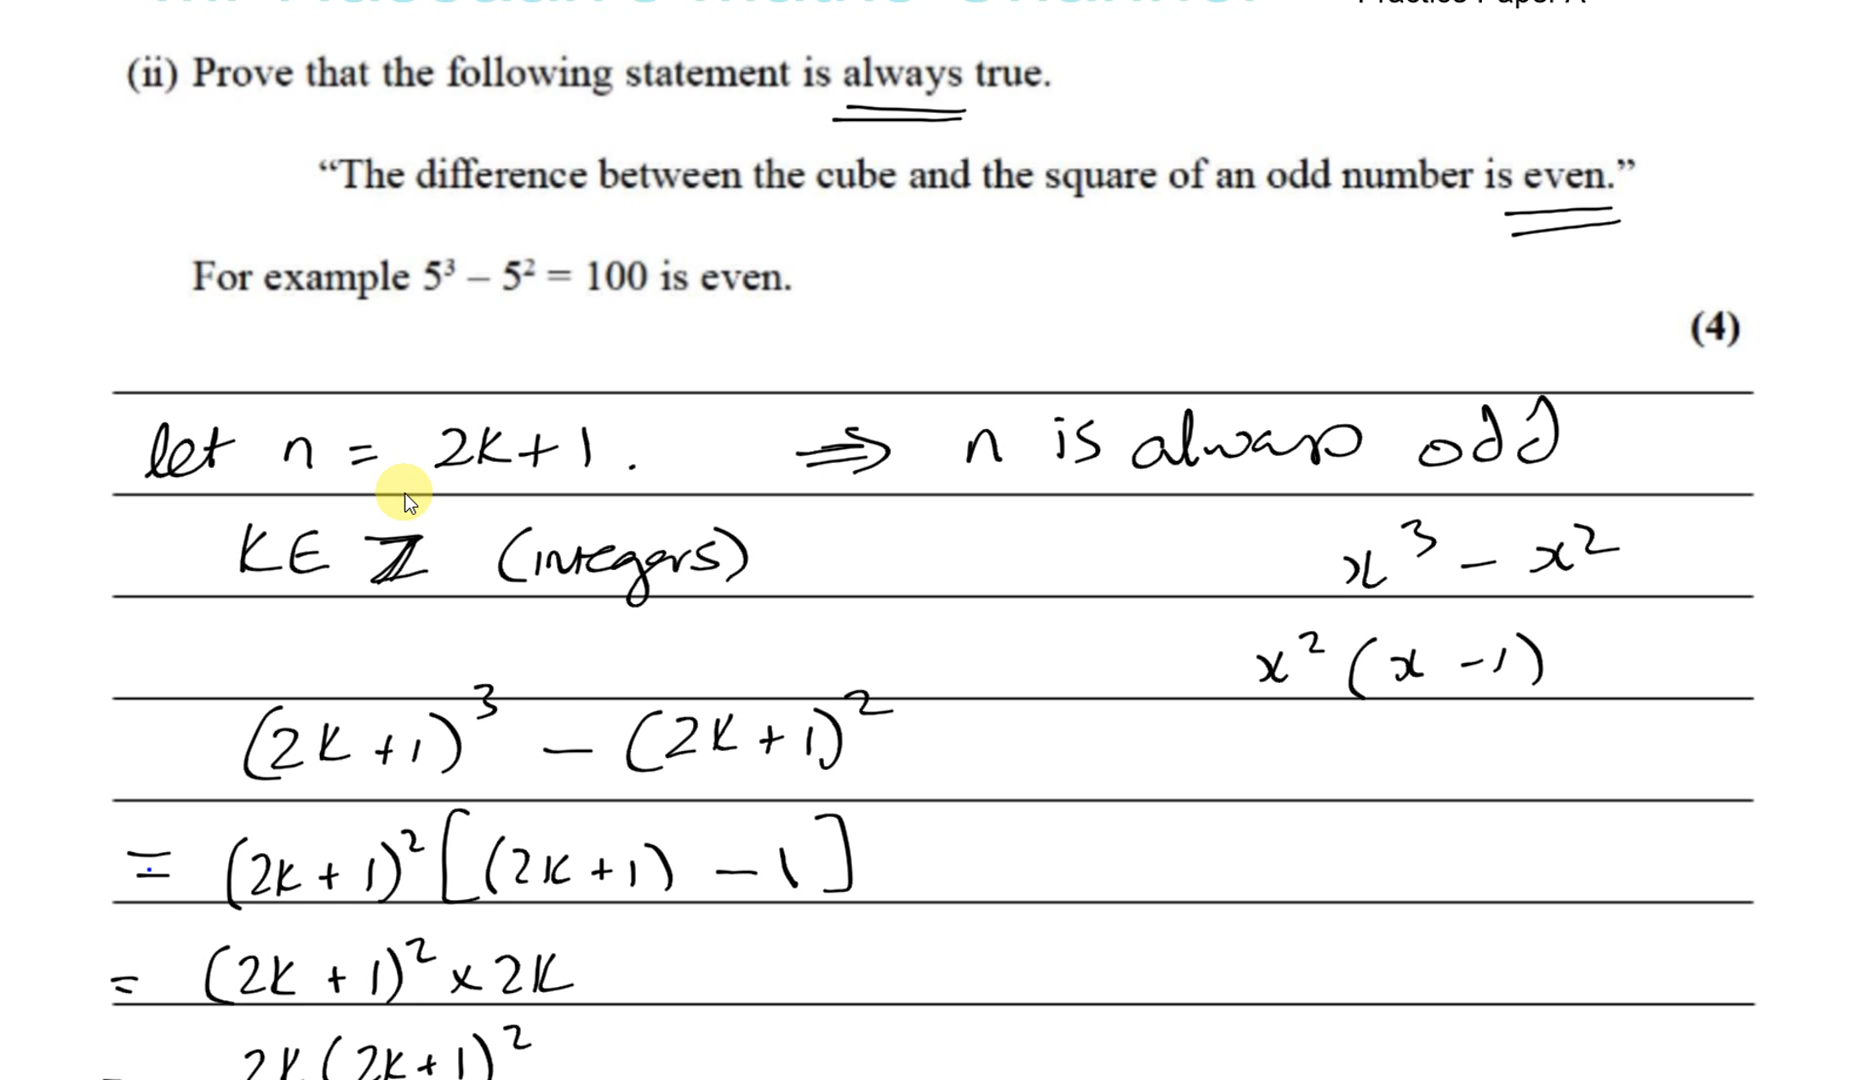 (ii) Prove that the following statement is always true.
“The difference between the cube and the square of an odd number is even.”
For example 5³ – 5² = 100 is even.
(4)
let n = 2k+1. ⇒ n is always odd
K∈ ℤ (integers)
x³ – x²
x² (x –1)
(2k +1)³ – (2k +1)²
= (2k + 1)² [(2k +1) – 1]
= (2k + 1)² × 2k
2k (2k + 1)²